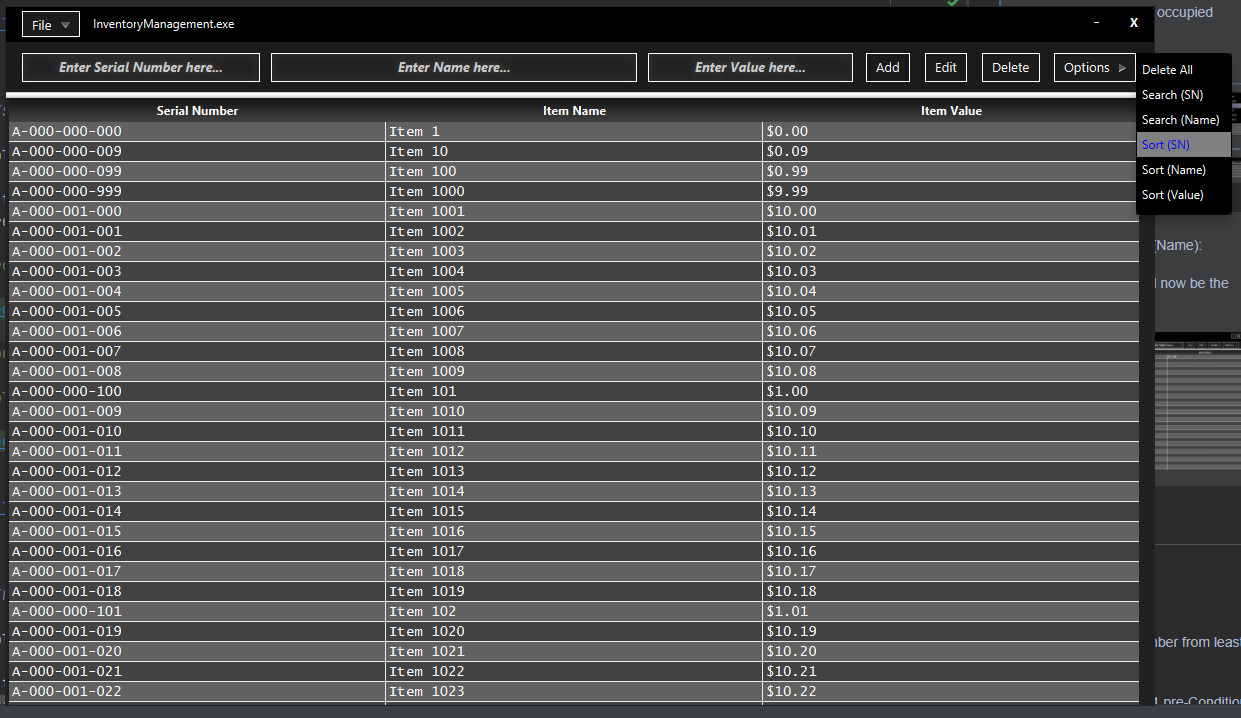 occupied
File InventoryManagement.exe - X
Enter Serial Number here... Enter Name here... Enter Value here... Add Edit Delete Options
Delete All
Search (SN)
Search (Name)
Sort (SN)
Sort (Name)
Sort (Value)
Serial Number Item Name Item Value
A-000-000-000 Item 1 $0.00
A-000-000-009 Item 10 $0.09
A-000-000-099 Item 100 $0.99
A-000-000-999 Item 1000 $9.99
A-000-001-000 Item 1001 $10.00
A-000-001-001 Item 1002 $10.01
A-000-001-002 Item 1003 $10.02
A-000-001-003 Item 1004 $10.03
A-000-001-004 Item 1005 $10.04
A-000-001-005 Item 1006 $10.05
A-000-001-006 Item 1007 $10.06
A-000-001-007 Item 1008 $10.07
A-000-001-008 Item 1009 $10.08
A-000-000-100 Item 101 $1.00
A-000-001-009 Item 1010 $10.09
A-000-001-010 Item 1011 $10.10
A-000-001-011 Item 1012 $10.11
A-000-001-012 Item 1013 $10.12
A-000-001-013 Item 1014 $10.13
A-000-001-014 Item 1015 $10.14
A-000-001-015 Item 1016 $10.15
A-000-001-016 Item 1017 $10.16
A-000-001-017 Item 1018 $10.17
A-000-001-018 Item 1019 $10.18
A-000-000-101 Item 102 $1.01
A-000-001-019 Item 1020 $10.19
A-000-001-020 Item 1021 $10.20
A-000-001-021 Item 1022 $10.21
A-000-001-022 Item 1023 $10.22
(Name):
now be the
from least